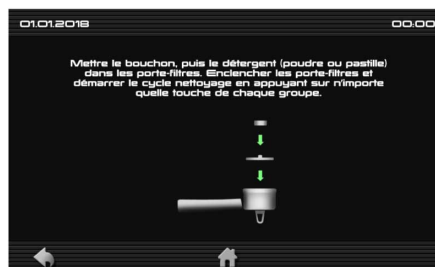 01.01.2018
00:00
Mettre le bouchon, puis le détergent (poudre ou pastille)
dans les porte-filtres. Enclencher les porte-filtres et
démarrer le cycle nettoyage en appuyant sur n'importe
quelle touche de chaque groupe.